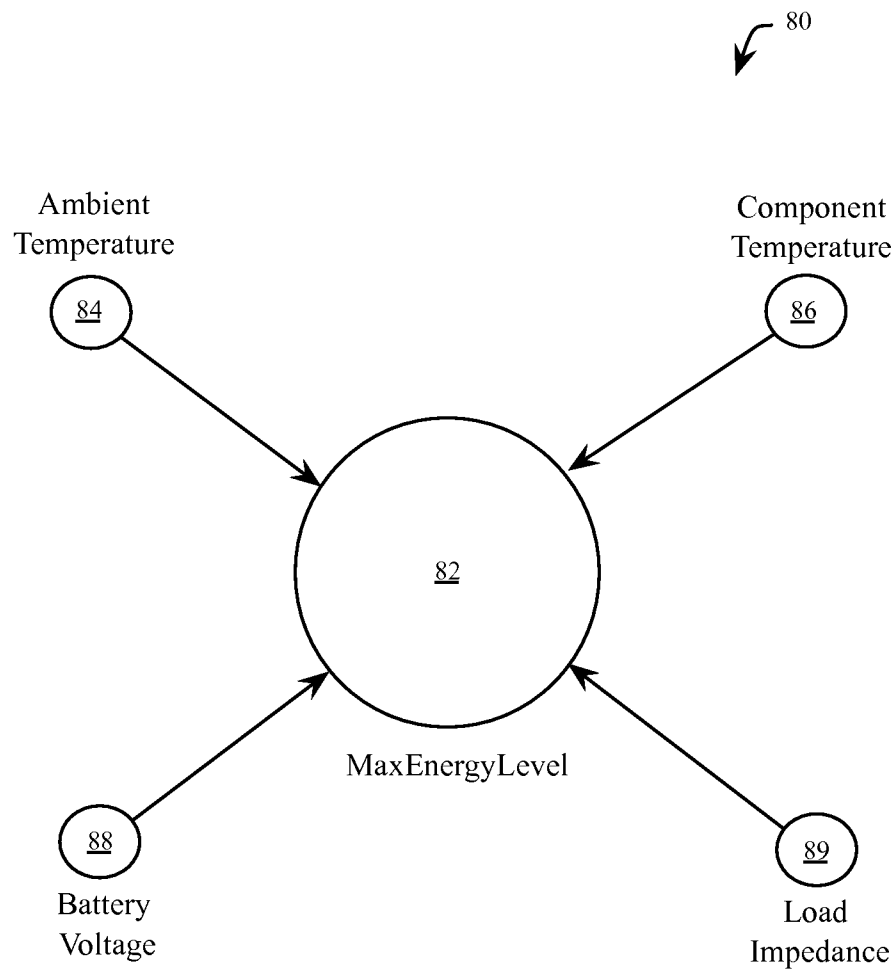 80
Ambient
Temperature
84
Component
Temperature
86
82
MaxEnergyLevel
88
Battery
Voltage
89
Load
Impedance